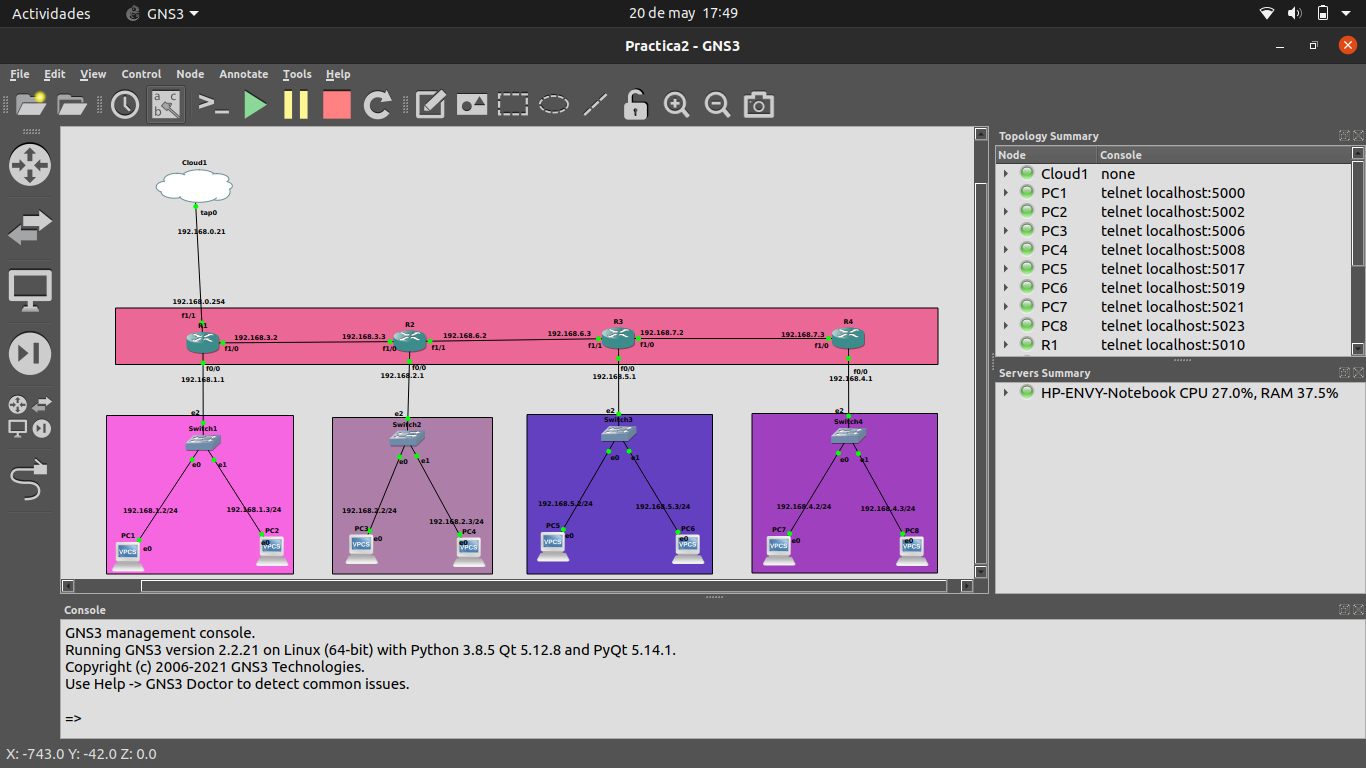 Actividades GNS3 20 de may 17:49
Practica2 - GNS3
File Edit View Control Node Annotate Tools Help
Cloud1
tap0
192.168.0.21
192.168.0.254
f1/1
R1
R2
R3
R4
192.168.3.2
192.168.3.3
192.168.6.2
192.168.6.3
192.168.7.2
192.168.7.3
f1/0
f1/0
f1/1
f1/1
f1/0
f1/0
f0/0
f0/0
f0/0
f0/0
192.168.1.1
192.168.2.1
192.168.5.1
192.168.4.1
e2
Switch1
e0
e1
192.168.1.2/24
192.168.1.3/24
PC1
PC2
e0
e0
VPCS
VPCS
e2
Switch2
e0
e1
192.168.2.2/24
192.168.2.3/24
PC3
PC4
e0
e0
VPCS
VPCS
e2
Switch3
e0
e1
192.168.5.2/24
192.168.5.3/24
PC5
PC6
e0
e0
VPCS
VPCS
e2
Switch4
e0
e1
192.168.4.2/24
192.168.4.3/24
PC7
PC8
e0
e0
VPCS
VPCS
Topology Summary
Node Console
Cloud1 none
PC1 telnet localhost:5000
PC2 telnet localhost:5002
PC3 telnet localhost:5006
PC4 telnet localhost:5008
PC5 telnet localhost:5017
PC6 telnet localhost:5019
PC7 telnet localhost:5021
PC8 telnet localhost:5023
R1 telnet localhost:5010
Servers Summary
HP-ENVY-Notebook CPU 27.0%, RAM 37.5%
Console
GNS3 management console.
Running GNS3 version 2.2.21 on Linux (64-bit) with Python 3.8.5 Qt 5.12.8 and PyQt 5.14.1.
Copyright (c) 2006-2021 GNS3 Technologies.
Use Help -> GNS3 Doctor to detect common issues.
=>
X: -743.0 Y: -42.0 Z: 0.0